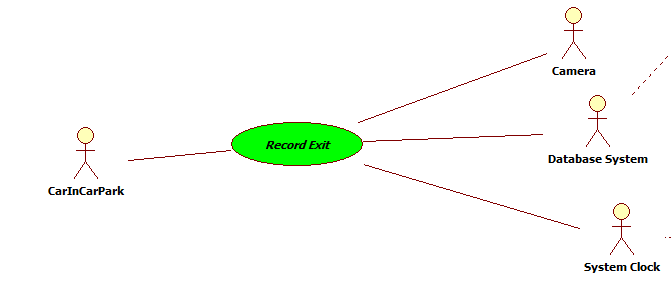 Camera
Record Exit
Database System
CarInCarPark
System Clock